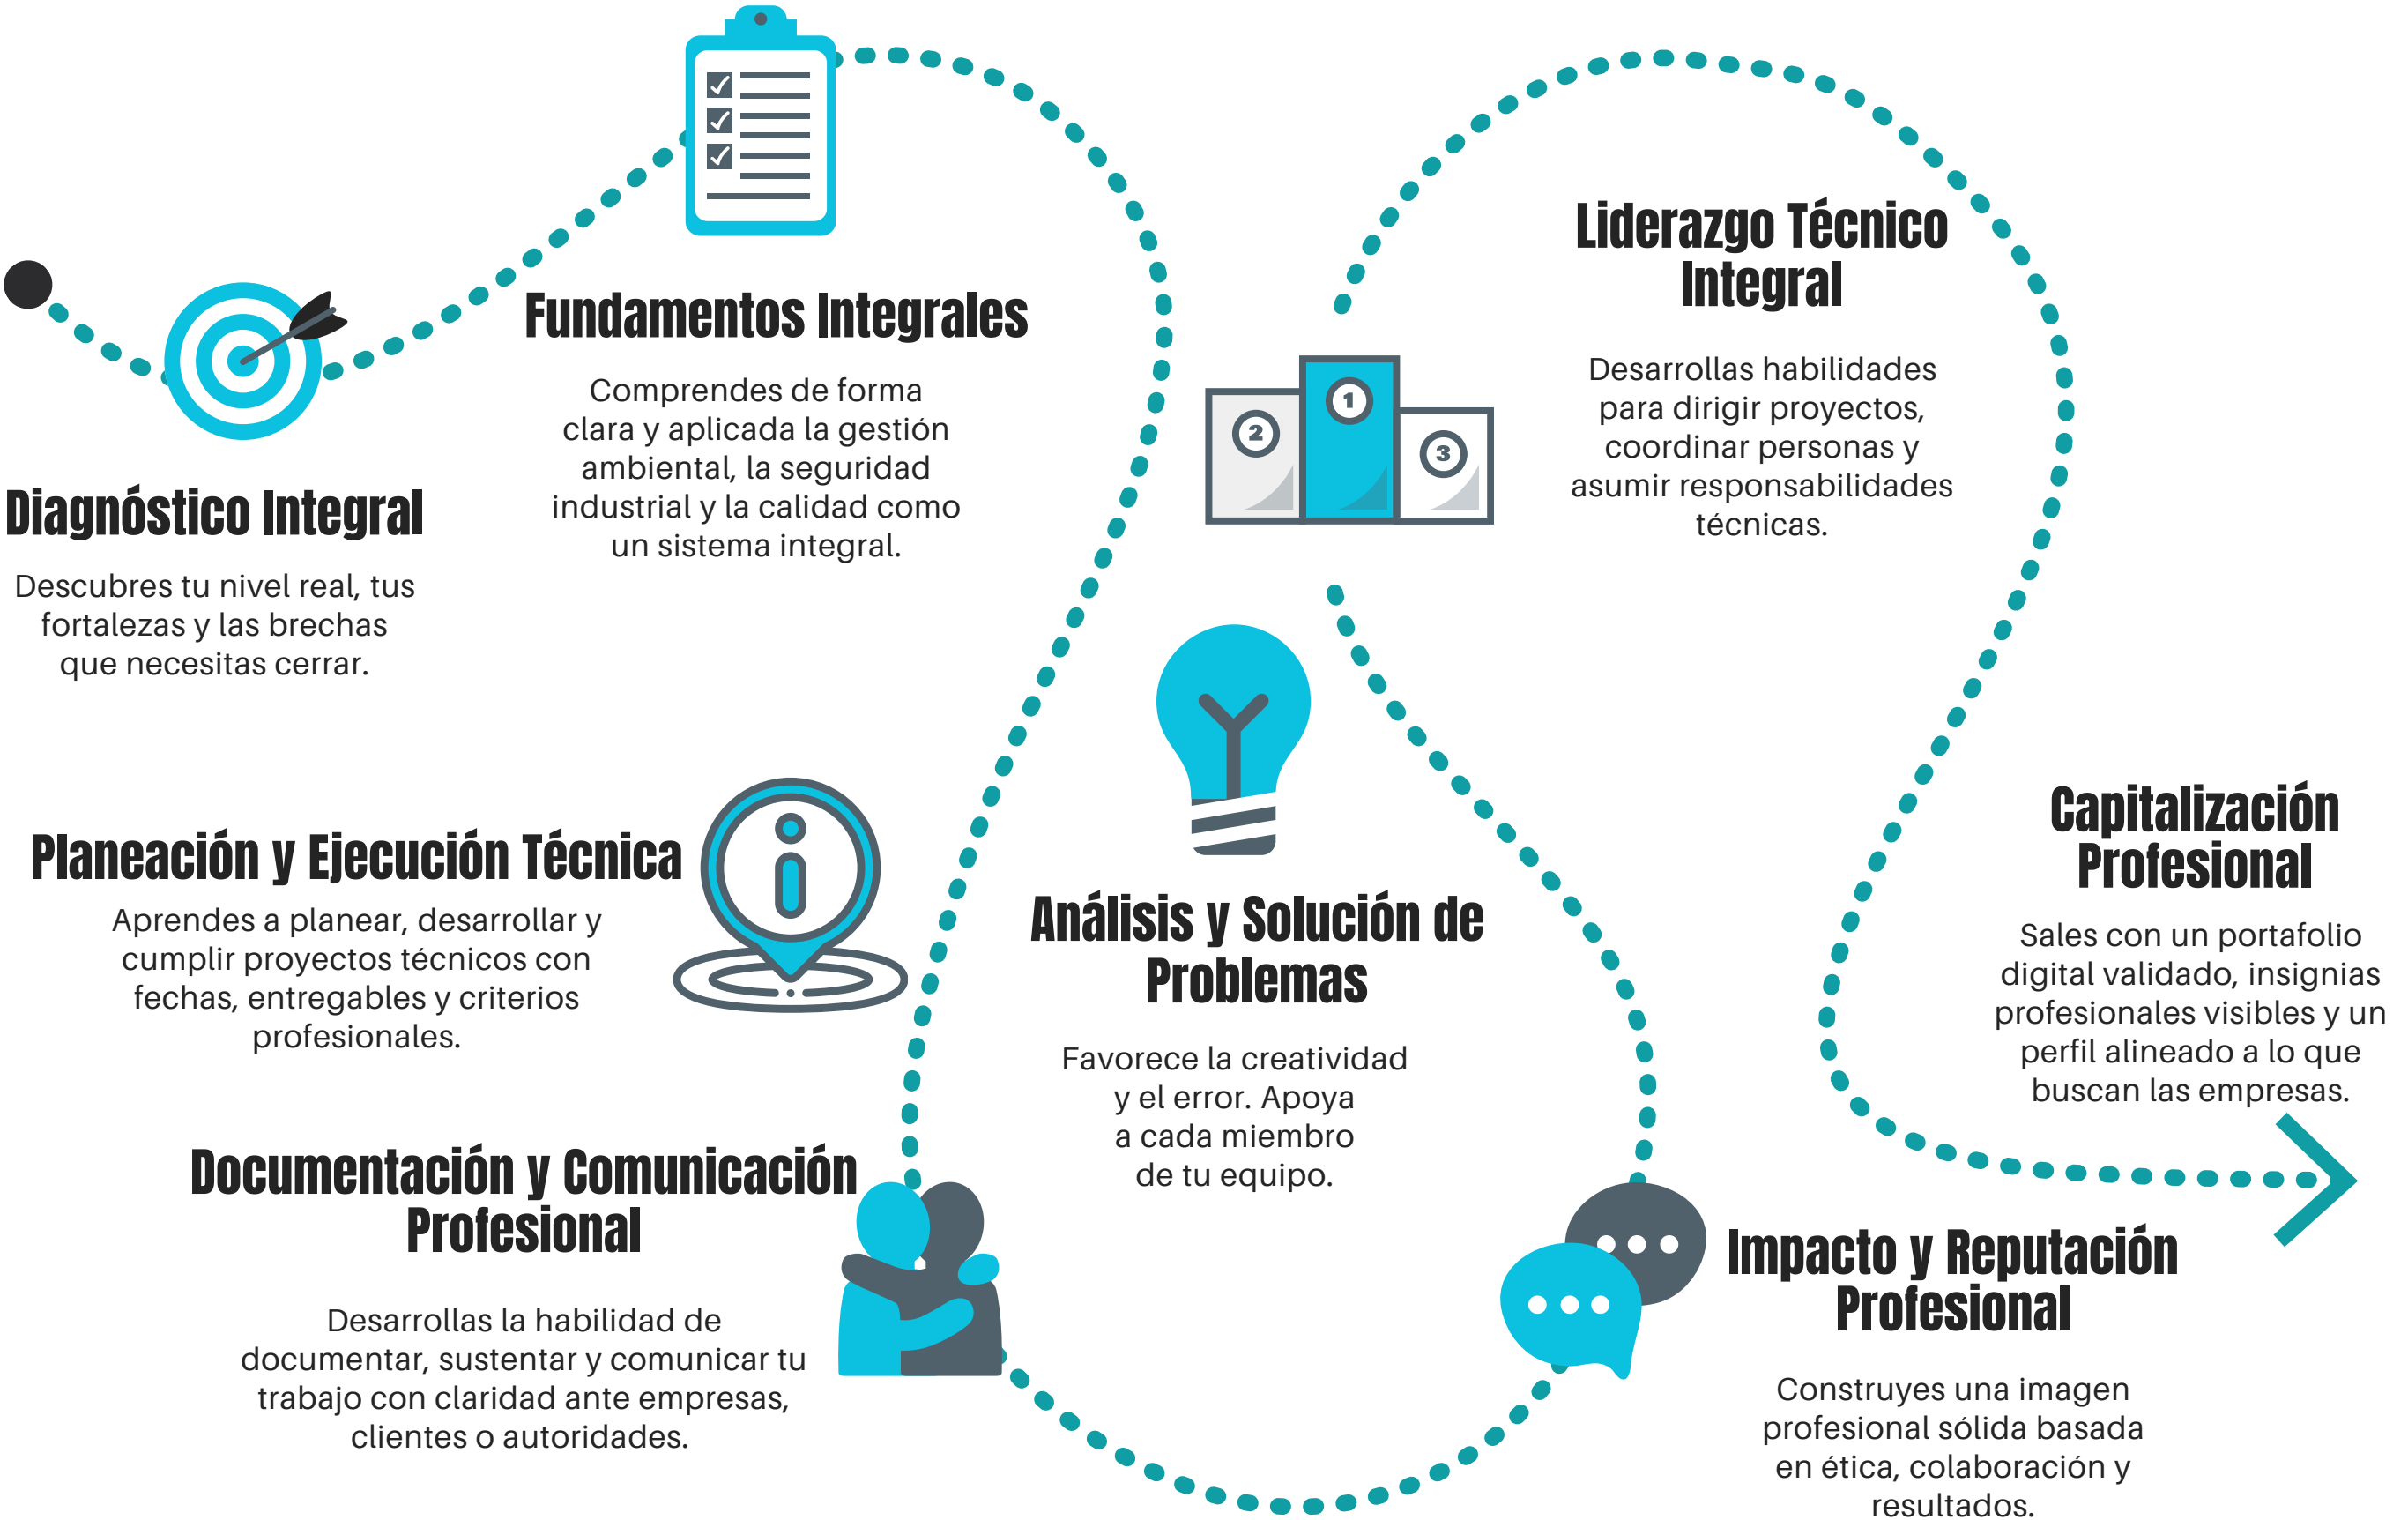 Diagnóstico Integral
Descubres tu nivel real, tus
fortalezas y las brechas
que necesitas cerrar.
Fundamentos Integrales
Comprendes de forma
clara y aplicada la gestión
ambiental, la seguridad
industrial y la calidad como
un sistema integral.
Planeación y Ejecución Técnica
Aprendes a planear, desarrollar y
cumplir proyectos técnicos con
fechas, entregables y criterios
profesionales.
Documentación y Comunicación
Profesional
Desarrollas la habilidad de
documentar, sustentar y comunicar tu
trabajo con claridad ante empresas,
clientes o autoridades.
Análisis y Solución de
Problemas
Favorece la creatividad
y el error. Apoya
a cada miembro
de tu equipo.
Impacto y Reputación
Profesional
Construyes una imagen
profesional sólida basada
en ética, colaboración y
resultados.
2
1
3
Liderazgo Técnico
Integral
Desarrollas habilidades
para dirigir proyectos,
coordinar personas y
asumir responsabilidades
técnicas.
Capitalización
Profesional
Sales con un portafolio
digital validado, insignias
profesionales visibles y un
perfil alineado a lo que
buscan las empresas.